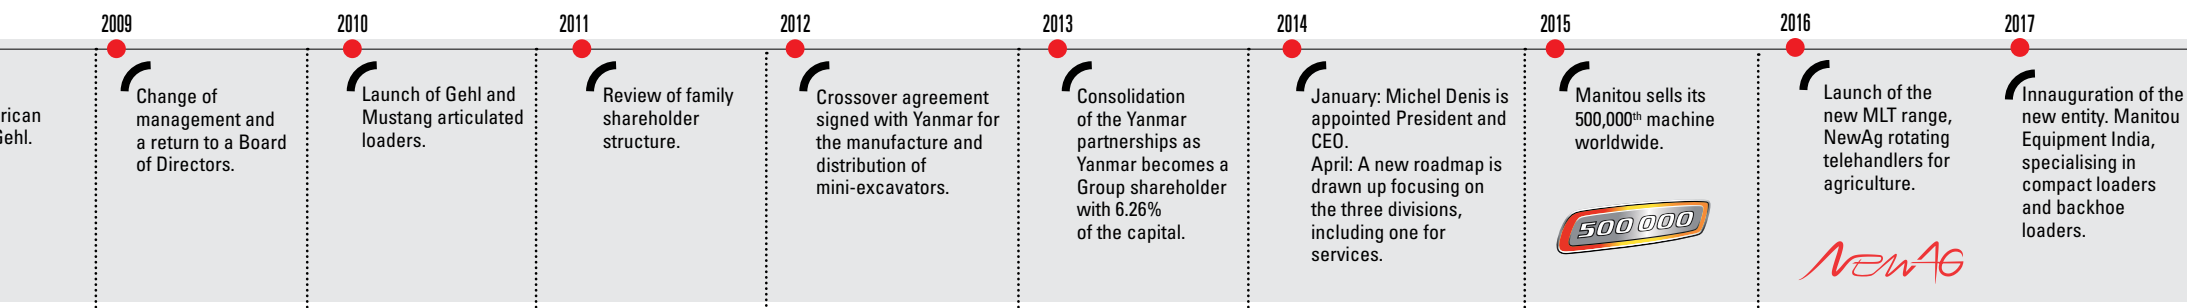 rican
Gehl.
2009
Change of
management and
a return to a Board
of Directors.
2010
Launch of Gehl and
Mustang articulated
loaders.
2011
Review of family
shareholder
structure.
2012
Crossover agreement
signed with Yanmar for
the manufacture and
distribution of
mini-excavators.
2013
Consolidation
of the Yanmar
partnerships as
Yanmar becomes a
Group shareholder
with 6.26%
of the capital.
2014
January: Michel Denis is
appointed President and
CEO.
April: A new roadmap is
drawn up focusing on
the three divisions,
including one for
services.
2015
Manitou sells its
500,000th machine
worldwide.
500 000
2016
Launch of the
new MLT range,
NewAg rotating
telehandlers for
agriculture.
NEWAG
2017
Innauguration of the
new entity. Manitou
Equipment India,
specialising in
compact loaders
and backhoe
loaders.